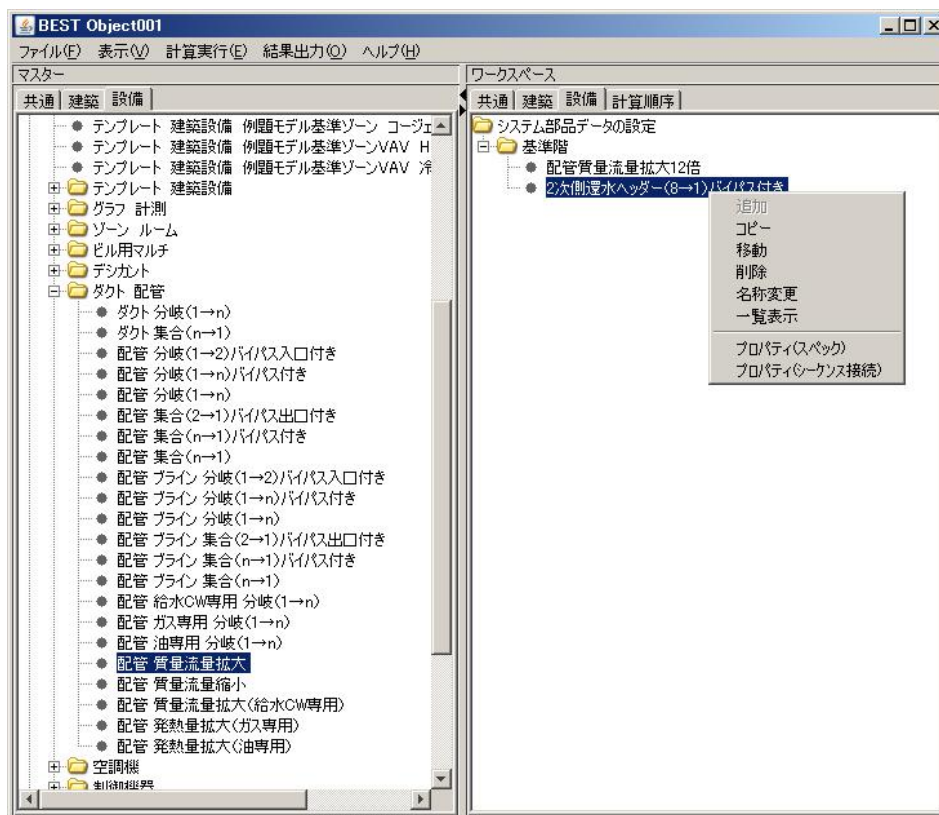 BEST Object001
ファイル(F) 表示(V) 計算実行(E) 結果出力(O) ヘルプ(H)
マスター
共通 建築 設備
テンプレート 建築設備 例題モデル基準ゾーン コージェ
テンプレート 建築設備 例題モデル基準ゾーンVAV H
テンプレート 建築設備 例題モデル基準ゾーンVAV 冷
テンプレート 建築設備
グラフ 計測
ゾーン ルーム
ビル用マルチ
デシカント
ダクト 配管
ダクト 分岐(1→n)
ダクト 集合(n→1)
配管 分岐(1→2)バイパス入口付き
配管 分岐(1→n)バイパス付き
配管 分岐(1→n)
配管 集合(2→1)バイパス出口付き
配管 集合(n→1)バイパス付き
配管 集合(n→1)
配管 ブライン 分岐(1→2)バイパス入口付き
配管 ブライン 分岐(1→n)バイパス付き
配管 ブライン 分岐(1→n)
配管 ブライン 集合(2→1)バイパス出口付き
配管 ブライン 集合(n→1)バイパス付き
配管 ブライン 集合(n→1)
配管 給水CW専用 分岐(1→n)
配管 ガス専用 分岐(1→n)
配管 油専用 分岐(1→n)
配管 質量流量拡大
配管 質量流量縮小
配管 質量流量拡大(給水CW専用)
配管 発熱量拡大(ガス専用)
配管 発熱量拡大(油専用)
空調機
制御機器
ワークスペース
共通 建築 設備 計算順序
システム部品データの設定
基準階
配管質量流量拡大12倍
2次側還水ヘッダー(8→1)バイパス付き
追加
コピー
移動
削除
名称変更
一覧表示
プロパティ(スペック)
プロパティ(シーケンス接続)